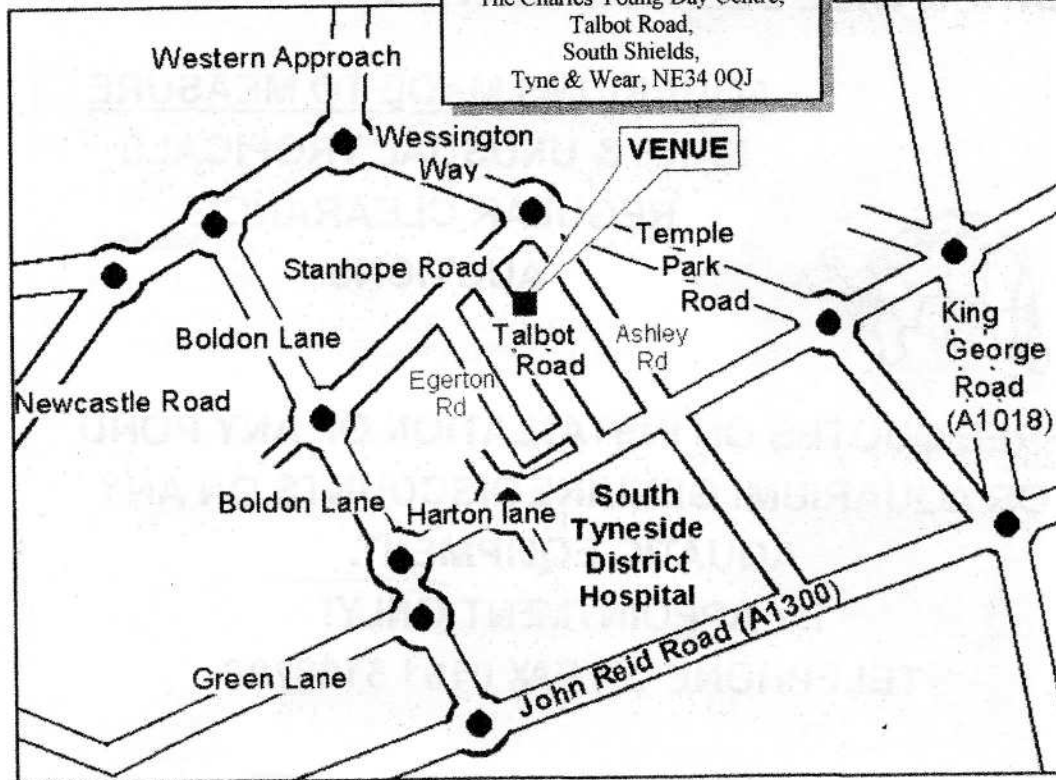 The Charles Young Day Centre,
Talbot Road,
South Shields,
Tyne & Wear, NE34 0QJ
Western Approach
Wessington
Way
VENUE
Stanhope Road
Temple
Park
Road
Boldon Lane
Talbot
Road
Ashley
Rd
Egerton
Rd
King
George
Road
(A1018)
Newcastle Road
Boldon Lane
Harton lane
South
Tyneside
District
Hospital
John Reid Road (A1300)
Green Lane